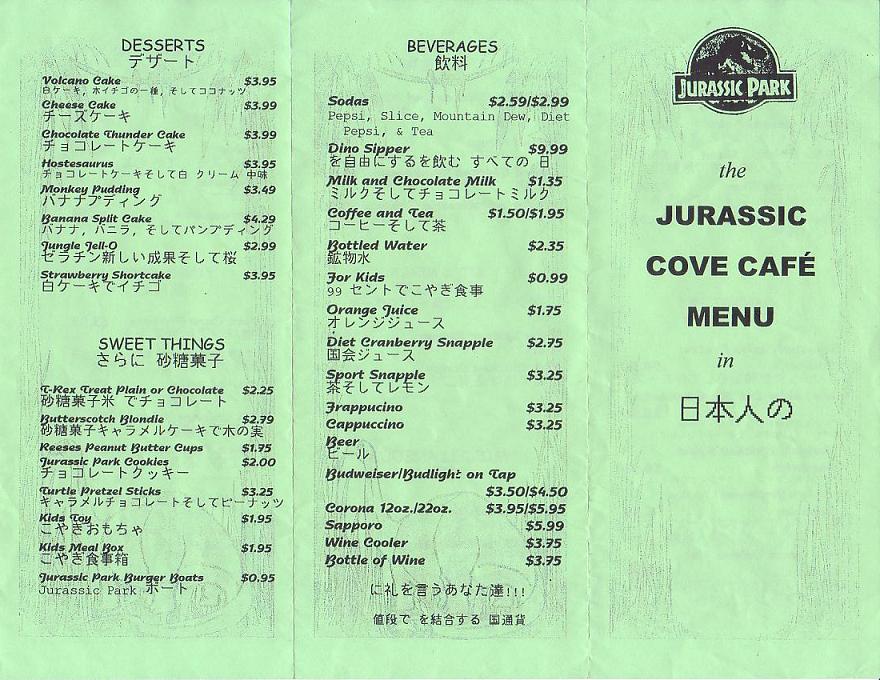 DESSERTS
デザート
Volcano Cake $3.95
白ケーキ, ホイチゴの一種, そしてココナッツ
Cheese Cake $3.99
チーズケーキ
Chocolate Thunder Cake $3.99
チョコレートケーキ
Hostesaurus $3.95
チョコレートケーキそして白 クリーム 中味
Monkey Pudding $3.49
バナナプディング
Banana Split Cake $4.29
バナナ, バニラ, そしてパンプディング
Jungle Jell-O $2.99
ゼラチン新しい成果そして桜
Strawberry Shortcake $3.95
白ケーキでイチゴ
SWEET THINGS
さらに 砂糖菓子
T-Rex Treat Plain or Chocolate $2.25
砂糖菓子米 でチョコレート
Butterscotch Blondie $2.79
砂糖菓子キャラメルケーキで木の実
Reeses Peanut Butter Cups $1.75
Jurassic Park Cookies $2.00
チョコレートクッキー
Turtle Pretzel Sticks $3.25
キャラメルチョコレートそしてピーナッツ
Kids Toy $1.95
こやぎおもちゃ
Kids Meal Box $1.95
こやぎ食事箱
Jurassic Park Burger Boats $0.95
Jurassic Park ボート
BEVERAGES
飲料
Sodas $2.59/$2.99
Pepsi, Slice, Mountain Dew, Diet
Pepsi, & Tea
Dino Sipper $9.99
を自由にするを飲む すべての 日
Milk and Chocolate Milk $1.35
ミルクそしてチョコレートミルク
Coffee and Tea $1.50/$1.95
コーヒーそして茶
Bottled Water $2.35
鉱物水
For Kids $0.99
99 セントでこやぎ食事
Orange Juice $1.75
オレンジジュース
Diet Cranberry Snapple $2.75
国会ジュース
Sport Snapple $3.25
茶そしてレモン
Frappucino $3.25
Cappuccino $3.25
Beer
ビール
Budweiser/Budlight on Tap
$3.50/$4.50
Corona 12oz./22oz. $3.95/$5.95
Sapporo $5.99
Wine Cooler $3.75
Bottle of Wine $3.75
に礼を言うあなた達!!!
値段で を結合する 国通貨
JURASSIC PARK
the
JURASSIC
COVE CAFÉ
MENU
in
日本人の